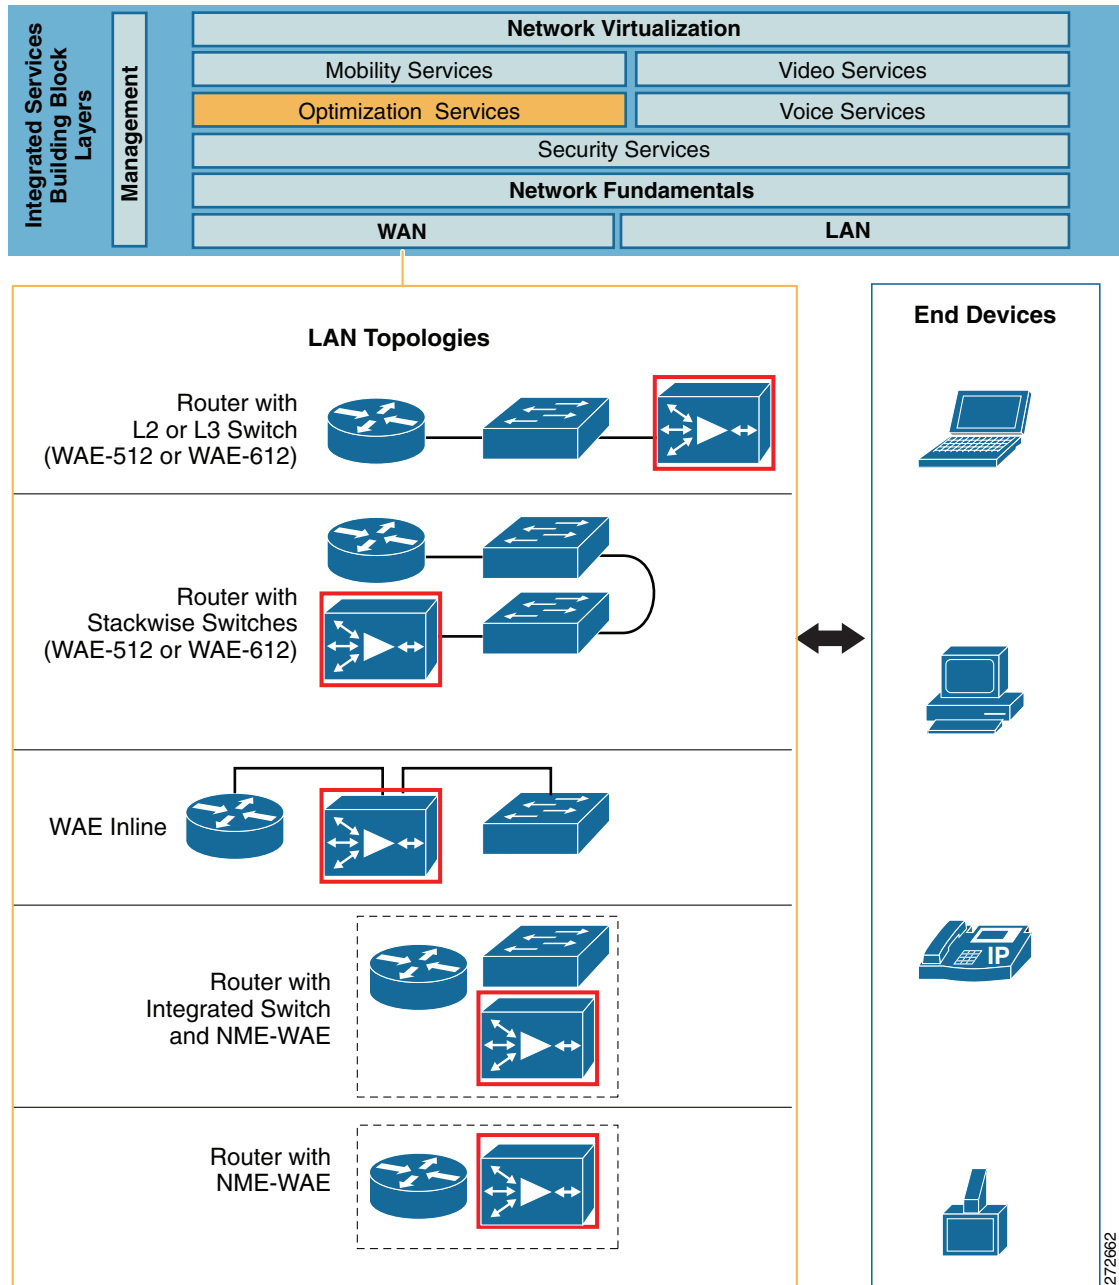 Integrated Services
Building Block
Layers
Management
Network Virtualization
Mobility Services
Video Services
Optimization Services
Voice Services
Security Services
Network Fundamentals
WAN
LAN
LAN Topologies
Router with
L2 or L3 Switch
(WAE-512 or WAE-612)
Router with
Stackwise Switches
(WAE-512 or WAE-612)
WAE Inline
Router with
Integrated Switch
and NME-WAE
Router with
NME-WAE
End Devices
IP
272662